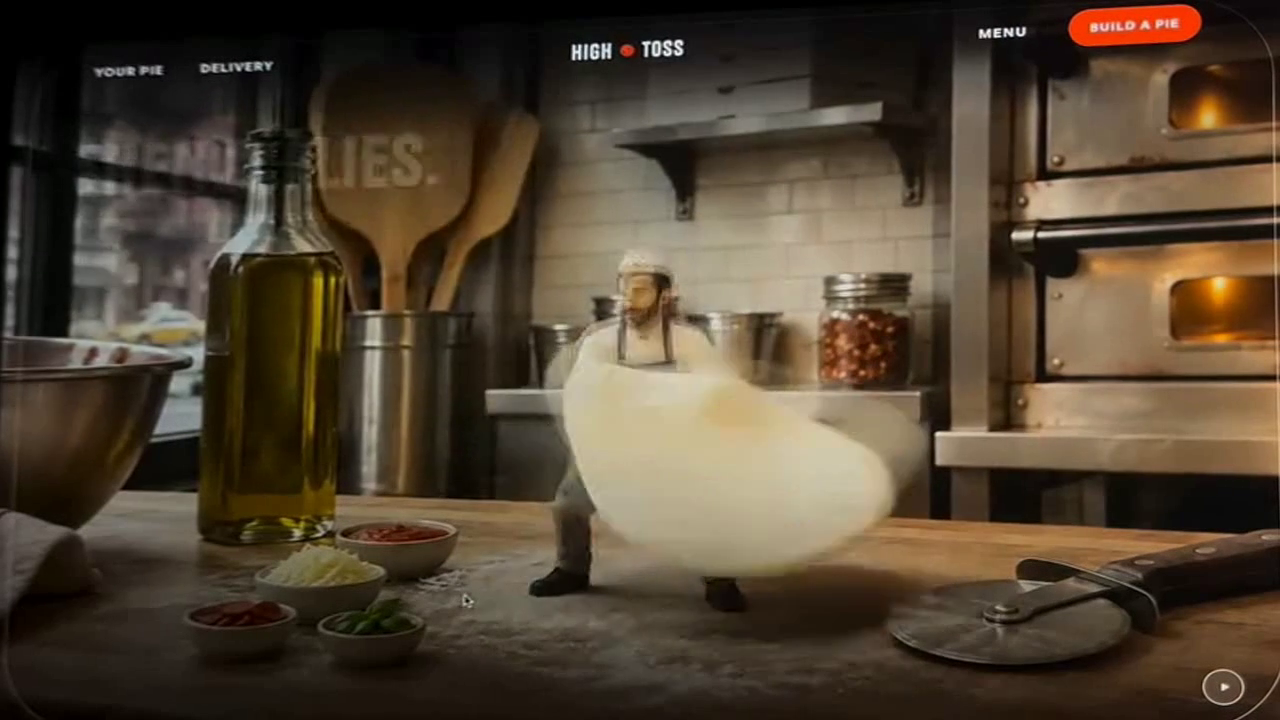 YOUR PIE
DELIVERY
HIGH TOSS
MENU
BUILD A PIE
LIES.